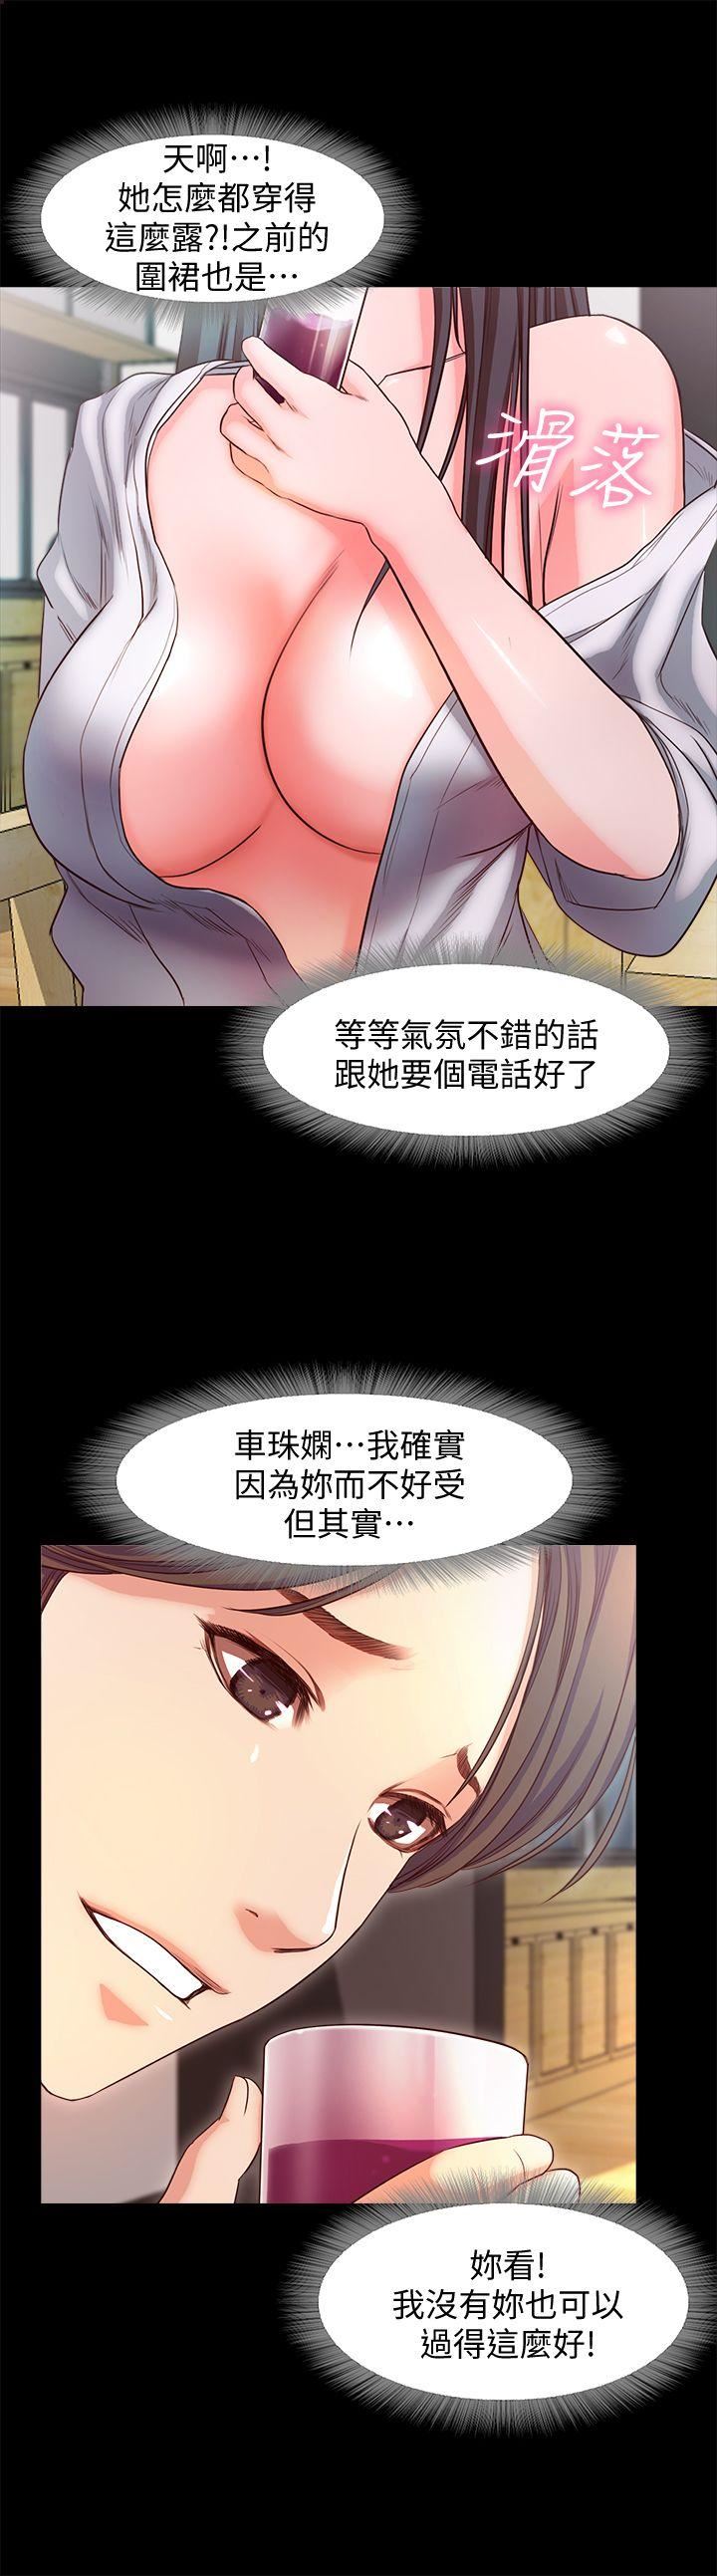 天啊⋯!
她怎麼都穿得
這麼露?!之前的
圍裙也是⋯
滑落
等等氣氛不錯的話
跟她要個電話好了
車珠嫻⋯我確實
因為妳而不好受
但其實⋯
妳看!
我沒有妳也可以
過得這麼好!